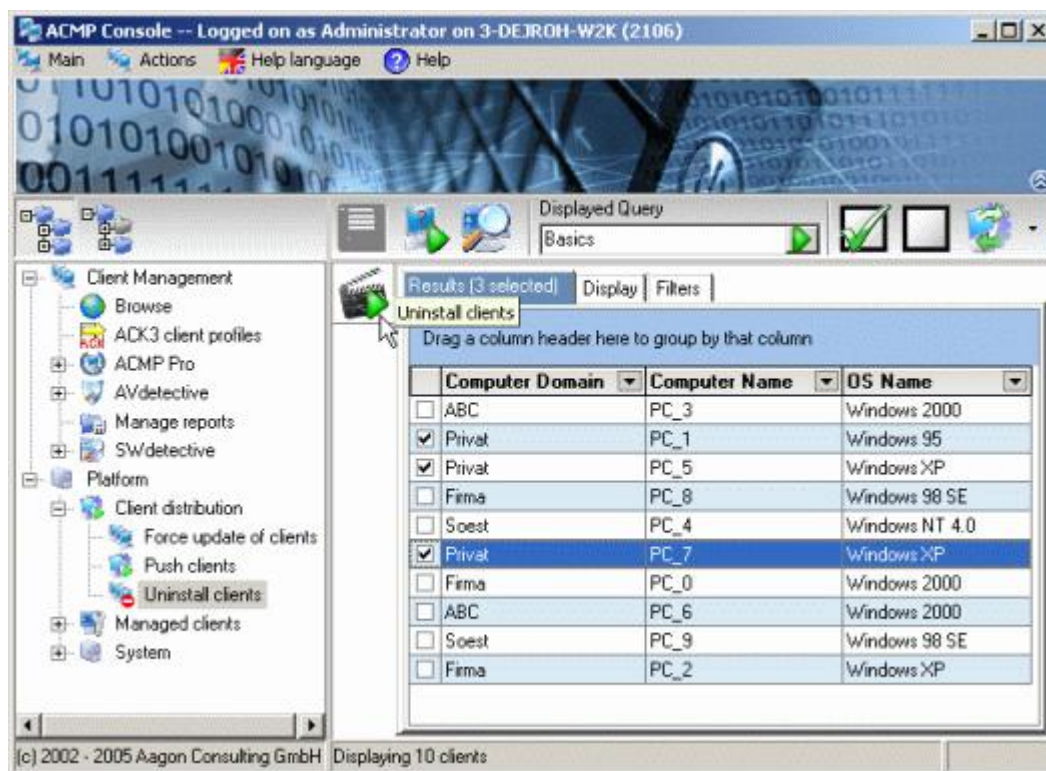 ACMP Console -- Logged on as Administrator on 3-DEJROH-W2K (2106)
Main Actions Help language Help
Displayed Query
Basics
Client Management
Browse
ACK3 client profiles
ACMP Pro
AVdetective
Manage reports
SWdetective
Platform
Client distribution
Force update of clients
Push clients
Uninstall clients
Managed clients
System
Results (3 selected) Display Filters
Uninstall clients
Drag a column header here to group by that column
Computer Domain Computer Name OS Name
ABC PC_3 Windows 2000
Privat PC_1 Windows 95
Privat PC_5 Windows XP
Firma PC_8 Windows 98 SE
Soest PC_4 Windows NT 4.0
Privat PC_7 Windows XP
Firma PC_0 Windows 2000
ABC PC_6 Windows 2000
Soest PC_9 Windows 98 SE
Firma PC_2 Windows XP
(c) 2002 - 2005 Aagon Consulting GmbH Displaying 10 clients